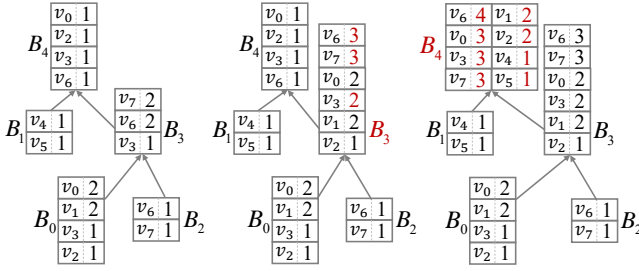 v₀ 1
v₂ 1
v₃ 1
v₆ 1
B₄
v₄ 1
v₅ 1
B₁
v₇ 2
v₆ 2
v₃ 1
B₃
v₀ 2
v₁ 2
v₃ 1
v₂ 1
B₀
v₆ 1
v₇ 1
B₂
v₀ 1
v₂ 1
v₃ 1
v₆ 1
B₄
v₆ 3
v₇ 3
v₀ 2
v₃ 2
v₁ 2
v₂ 1
B₃
v₄ 1
v₅ 1
B₁
v₀ 2
v₁ 2
v₃ 1
v₂ 1
B₀
v₆ 1
v₇ 1
B₂
v₆ 4 v₁ 2
v₀ 3 v₂ 2
v₃ 3 v₄ 1
v₇ 3 v₅ 1
B₄
v₆ 3
v₇ 3
v₀ 2
v₃ 2
v₁ 2
v₂ 1
B₃
v₄ 1
v₅ 1
B₁
v₀ 2
v₁ 2
v₃ 1
v₂ 1
B₀
v₆ 1
v₇ 1
B₂